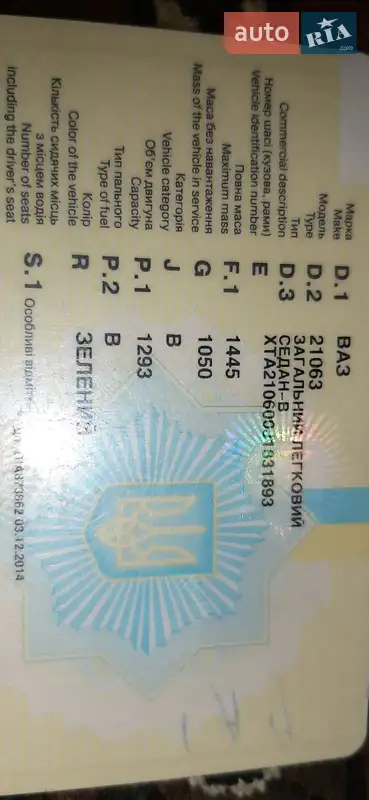 auto RIA .com
Марка
Make D.1 ВАЗ
Модель
Type D.2 21063
Тип ЗАГАЛЬНИЙ ЛЕГКОВИЙ
Commercial description D.3 СЕДАН-B
Номер шасі (кузова, рами)
Vehicle identification number E
Повна маса
Maximum mass F.1 1445
Маса без навантаження
Mass of the vehicle in service G 1050
Категорія
Vehicle category J B
Об'єм двигуна
Capacity P.1 1293
Тип пального
Type of fuel P.2 B
Колір
Color of the vehicle R ЗЕЛЕНИЙ
Кількість сидячих місць
з місцем водія
Number of seats S.1 Особливі
including the driver's seat
03.12.2014